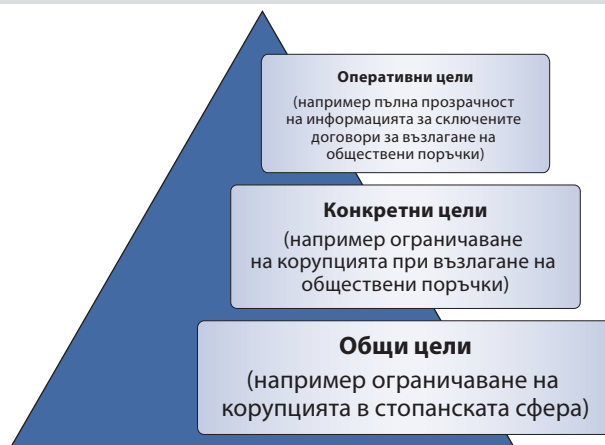 Оперативни цели
(например пълна прозрачност
на информацията за сключените
договори за възлагане на
обществени поръчки)
Конкретни цели
(например ограничаване
на корупцията при възлагане на
обществени поръчки)
Общи цели
(например ограничаване на
корупцията в стопанската сфера)